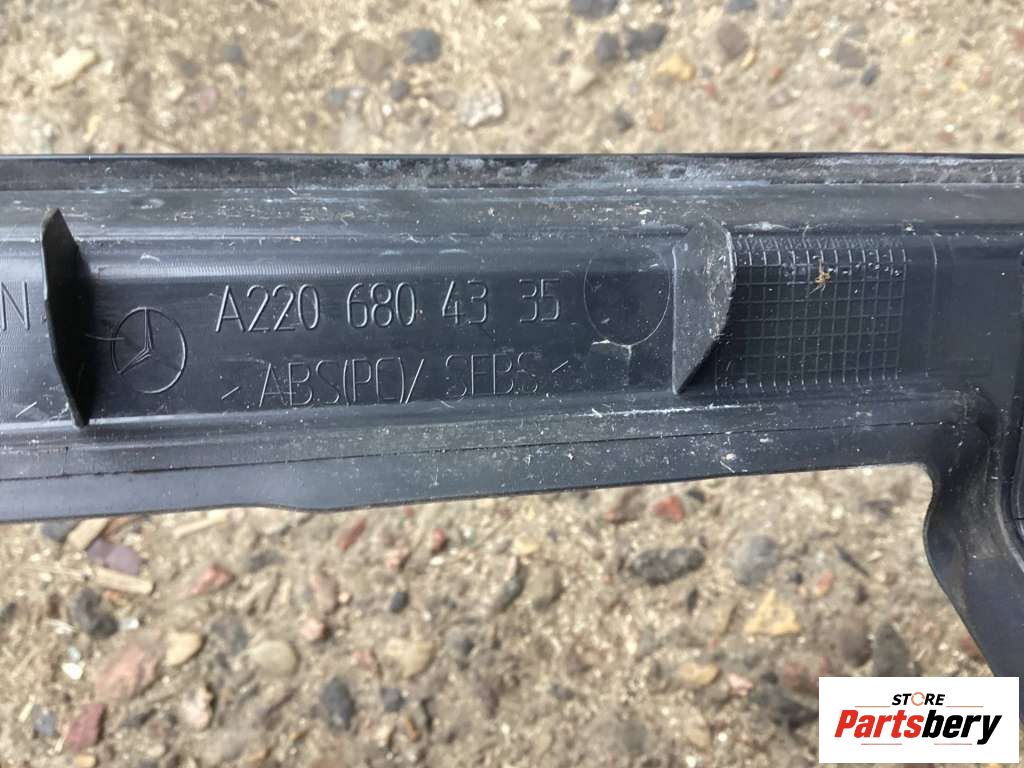 N
A220 680 43 35
> ABS(PC)/ SEBS <
STORE
Partsbery